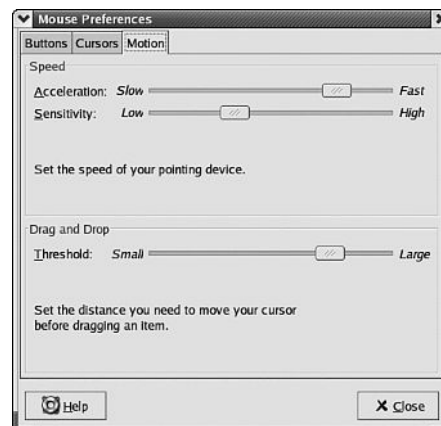 Mouse Preferences
Buttons Cursors Motion
Speed
Acceleration: Slow Fast
Sensitivity: Low High
Set the speed of your pointing device.
Drag and Drop
Threshold: Small Large
Set the distance you need to move your cursor
before dragging an item.
Help Close